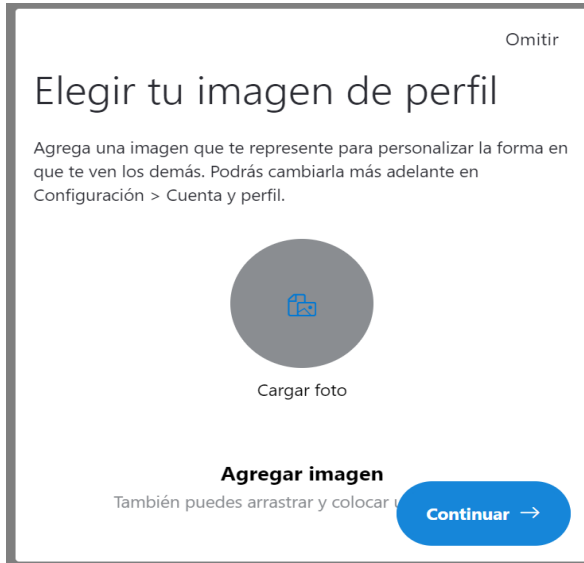 Omitir
Elegir tu imagen de perfil
Agrega una imagen que te represente para personalizar la forma en
que te ven los demás. Podrás cambiarla más adelante en
Configuración > Cuenta y perfil.
Cargar foto
Agregar imagen
También puedes arrastrar y colocar
Continuar →